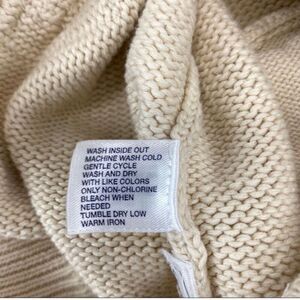 WASH INSIDE OUT
MACHINE WASH COLD
GENTLE CYCLE
WASH AND DRY
WITH LIKE COLORS
ONLY NON-CHLORINE
BLEACH WHEN
NEEDED
TUMBLE DRY LOW
WARM IRON